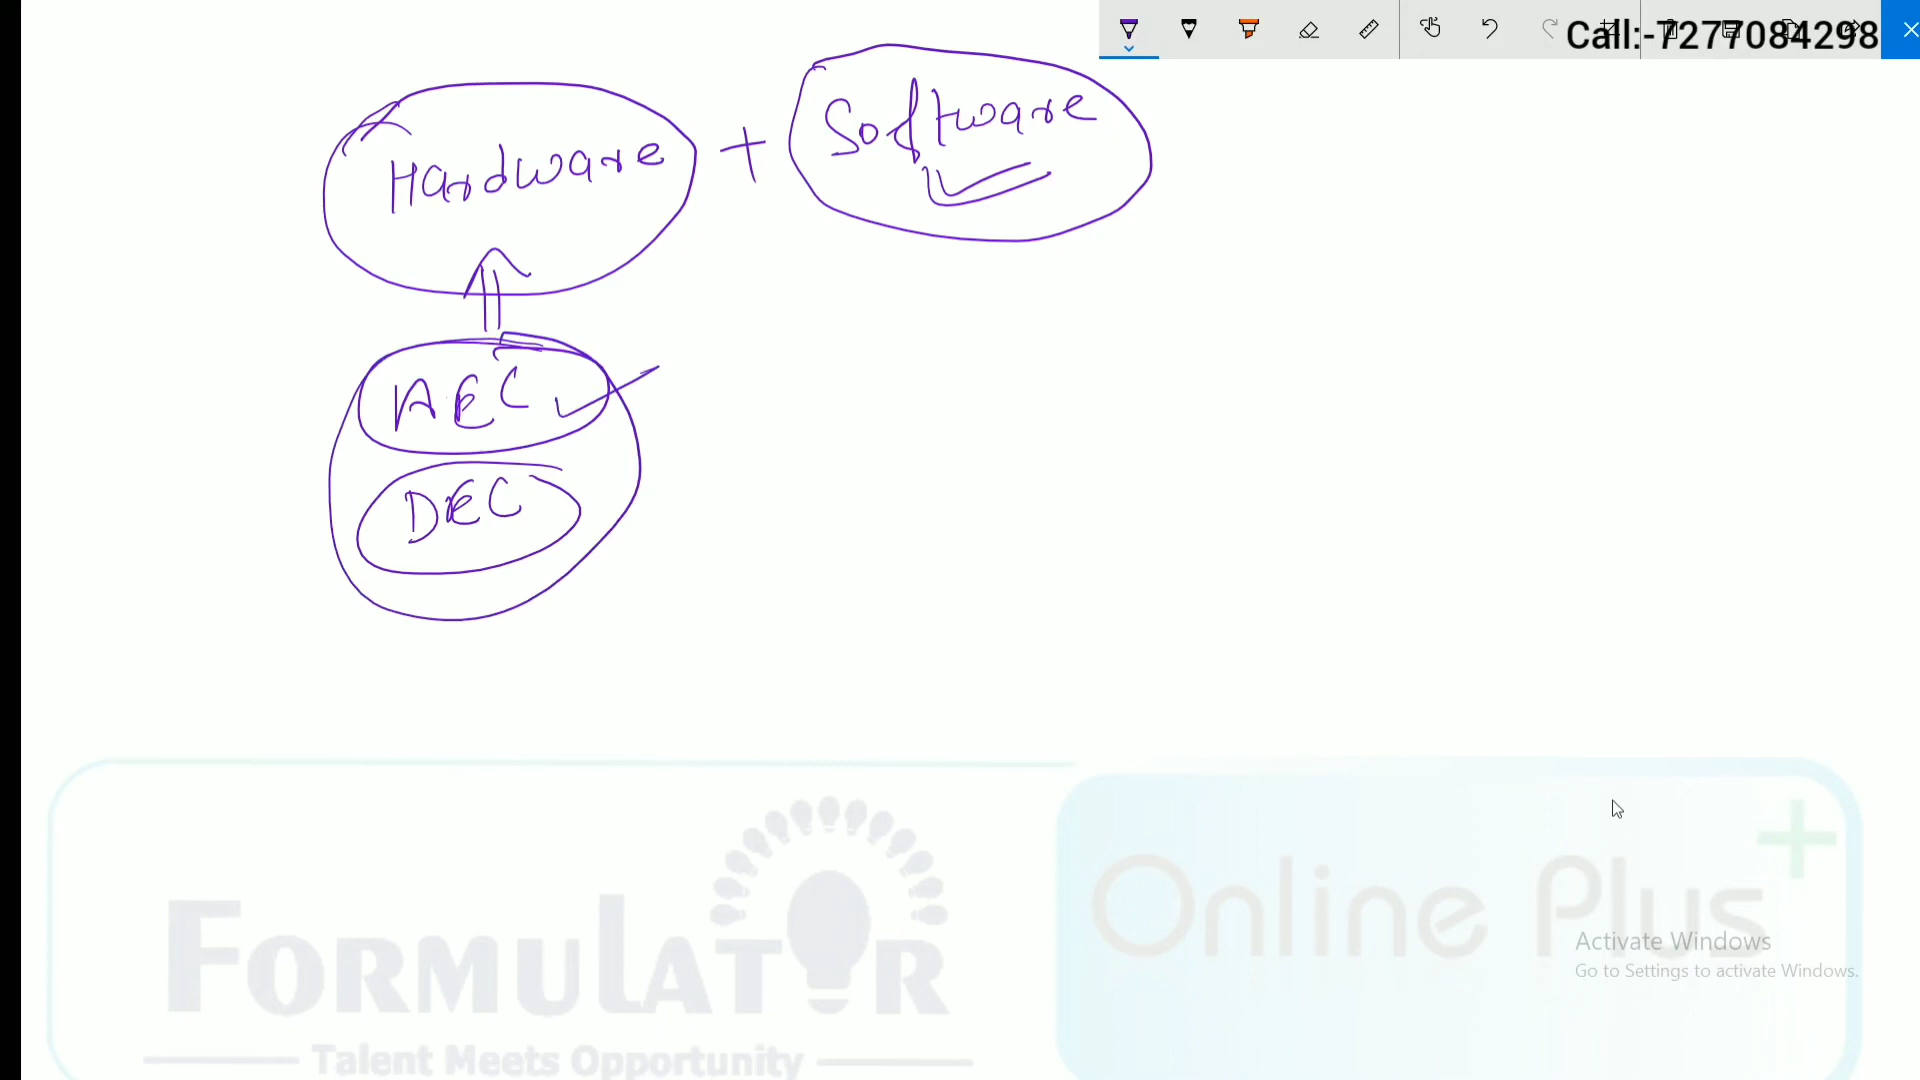 Call:-7277084298
Hardware + Software
AEC
DEC
FORMULATOR
Talent Meets Opportunity
Online Plus
Activate Windows
Go to Settings to activate Windows.